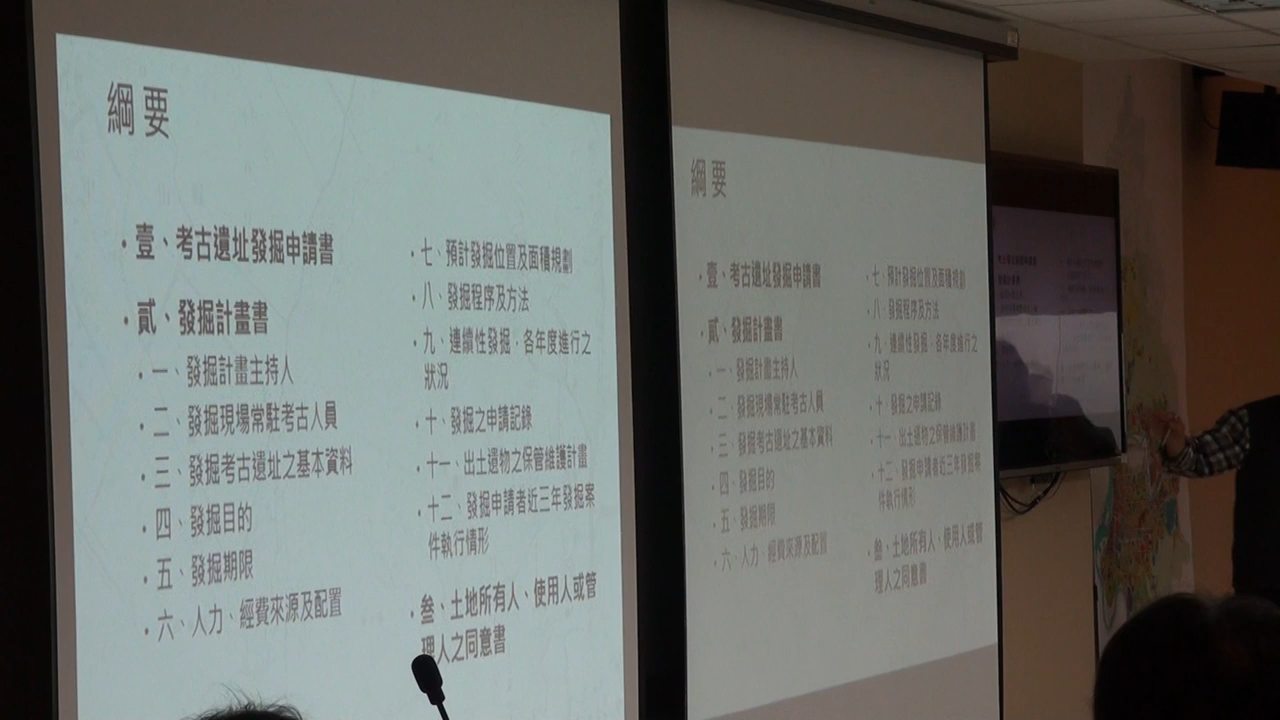 綱要
• 壹、考古遺址發掘申請書
• 貳、發掘計畫書
• 一、發掘計畫主持人
• 二、發掘現場常駐考古人員
• 三、發掘考古遺址之基本資料
• 四、發掘目的
• 五、發掘期限
• 六、人力、經費來源及配置
• 七、預計發掘位置及面積規劃
• 八、發掘程序及方法
• 九、連續性發掘，各年度進行之
狀況
• 十、發掘之申請記錄
• 十一、出土遺物之保管維護計畫
• 十二、發掘申請者近三年發掘案
件執行情形
• 叁、土地所有人、使用人或管
理人之同意書
綱要
• 壹、考古遺址發掘申請書
• 貳、發掘計畫書
• 一、發掘計畫主持人
• 二、發掘現場常駐考古人員
• 三、發掘考古遺址之基本資料
• 四、發掘目的
• 五、發掘期限
• 六、人力、經費來源及配置
• 七、預計發掘位置及面積規劃
• 八、發掘程序及方法
• 九、連續性發掘，各年度進行之
狀況
• 十、發掘之申請記錄
• 十一、出土遺物之保管維護計畫
• 十二、發掘申請者近三年發掘案
件執行情形
• 叁、土地所有人、使用人或管
理人之同意書